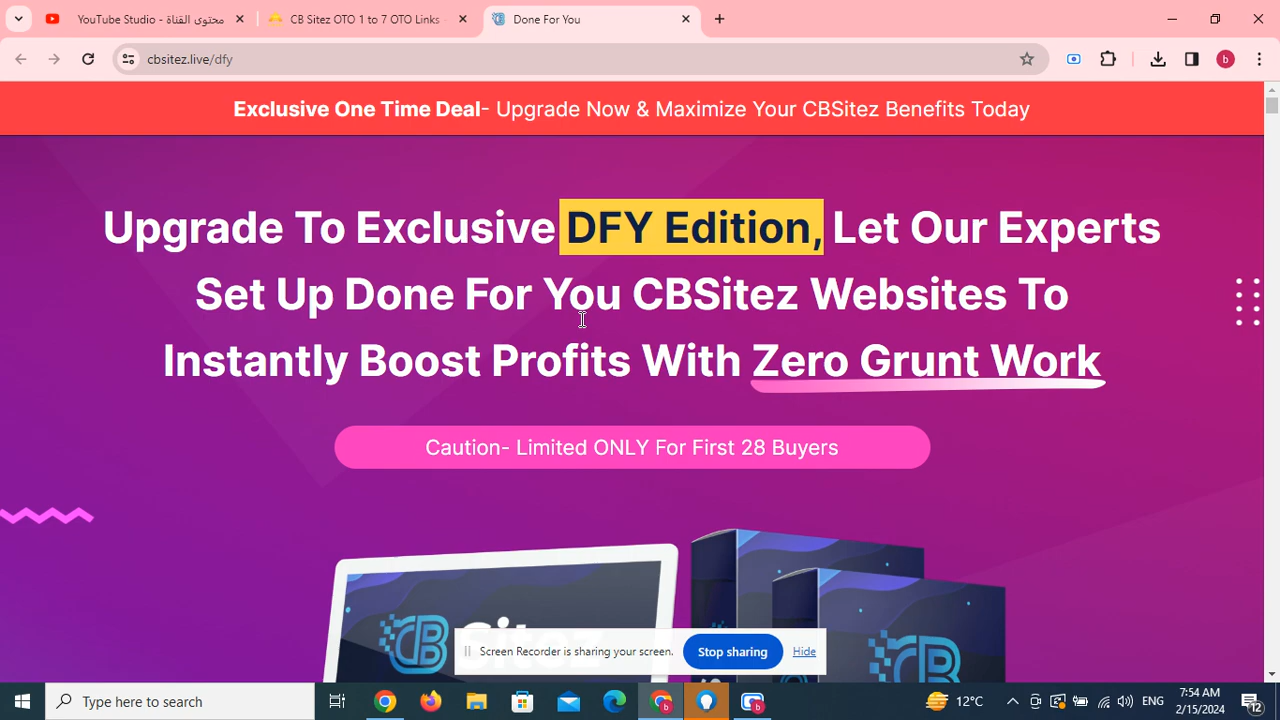 YouTube Studio - محتوى القناة
CB Sitez OTO 1 to 7 OTO Links
Done For You
cbsitez.live/dfy
b
Exclusive One Time Deal- Upgrade Now & Maximize Your CBSitez Benefits Today
Upgrade To Exclusive DFY Edition, Let Our Experts
Set Up Done For You CBSitez Websites To
Instantly Boost Profits With Zero Grunt Work
Caution- Limited ONLY For First 28 Buyers
CB Sitez
CB
Screen Recorder is sharing your screen.
Stop sharing
Hide
Type here to search
b
b
12°C
ENG
7:54 AM
2/15/2024
12